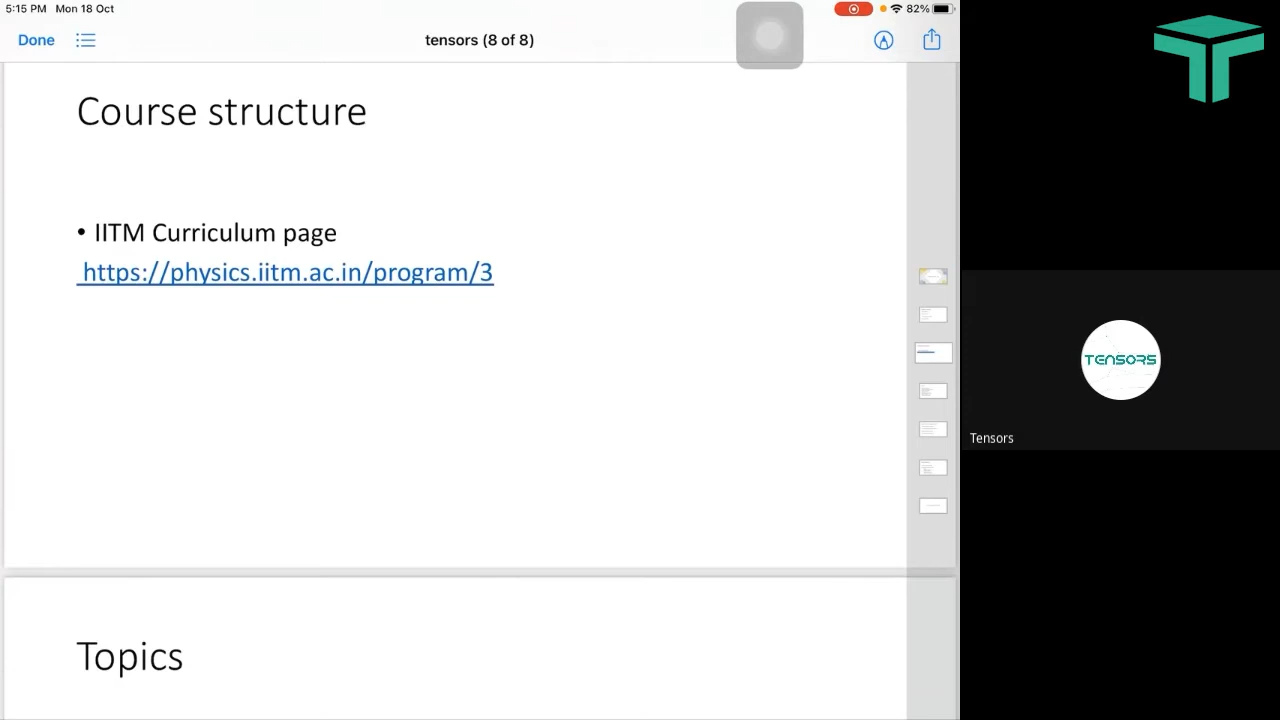 5:15 PM Mon 18 Oct
82%
Done
tensors (8 of 8)
Course structure
• IITM Curriculum page
https://physics.iitm.ac.in/program/3
Topics
TENSORS
Tensors